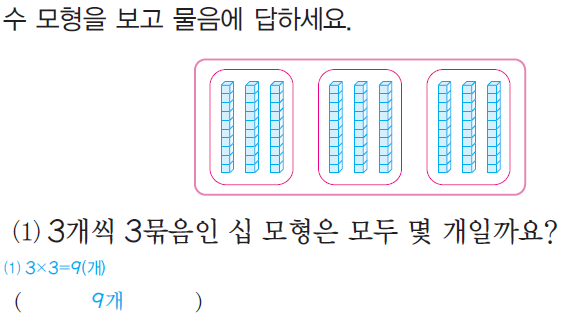 수 모형을 보고 물음에 답하세요.
(1) 3개씩 3묶음인 십 모형은 모두 몇 개일까요?
(1) 3×3=9(개)
( 9개 )